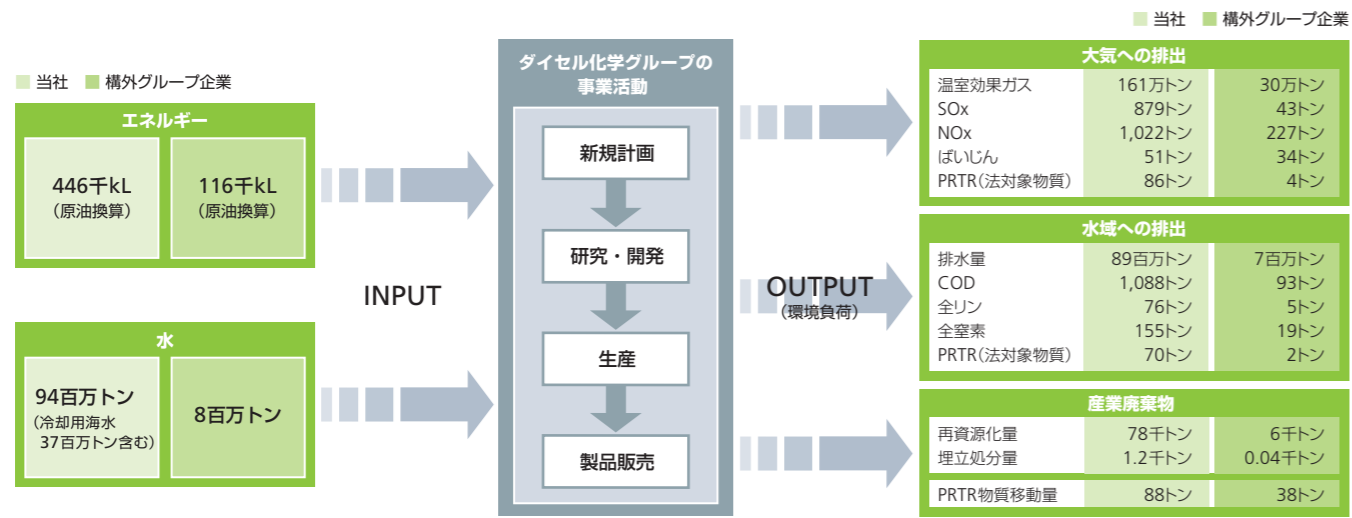 当社 構外グループ企業
エネルギー
446千kL
（原油換算）
116千kL
（原油換算）
水
94百万トン
（冷却用海水
37百万トン含む）
8百万トン
INPUT
ダイセル化学グループの
事業活動
新規計画
研究・開発
生産
製品販売
OUTPUT
（環境負荷）
当社 構外グループ企業
大気への排出
温室効果ガス 161万トン 30万トン
SOx 879トン 43トン
NOx 1,022トン 227トン
ばいじん 51トン 34トン
PRTR（法対象物質） 86トン 4トン
水域への排出
排水量 89百万トン 7百万トン
COD 1,088トン 93トン
全リン 76トン 5トン
全窒素 155トン 19トン
PRTR（法対象物質） 70トン 2トン
産業廃棄物
再資源化量 78千トン 6千トン
埋立処分量 1.2千トン 0.04千トン
PRTR物質移動量 88トン 38トン